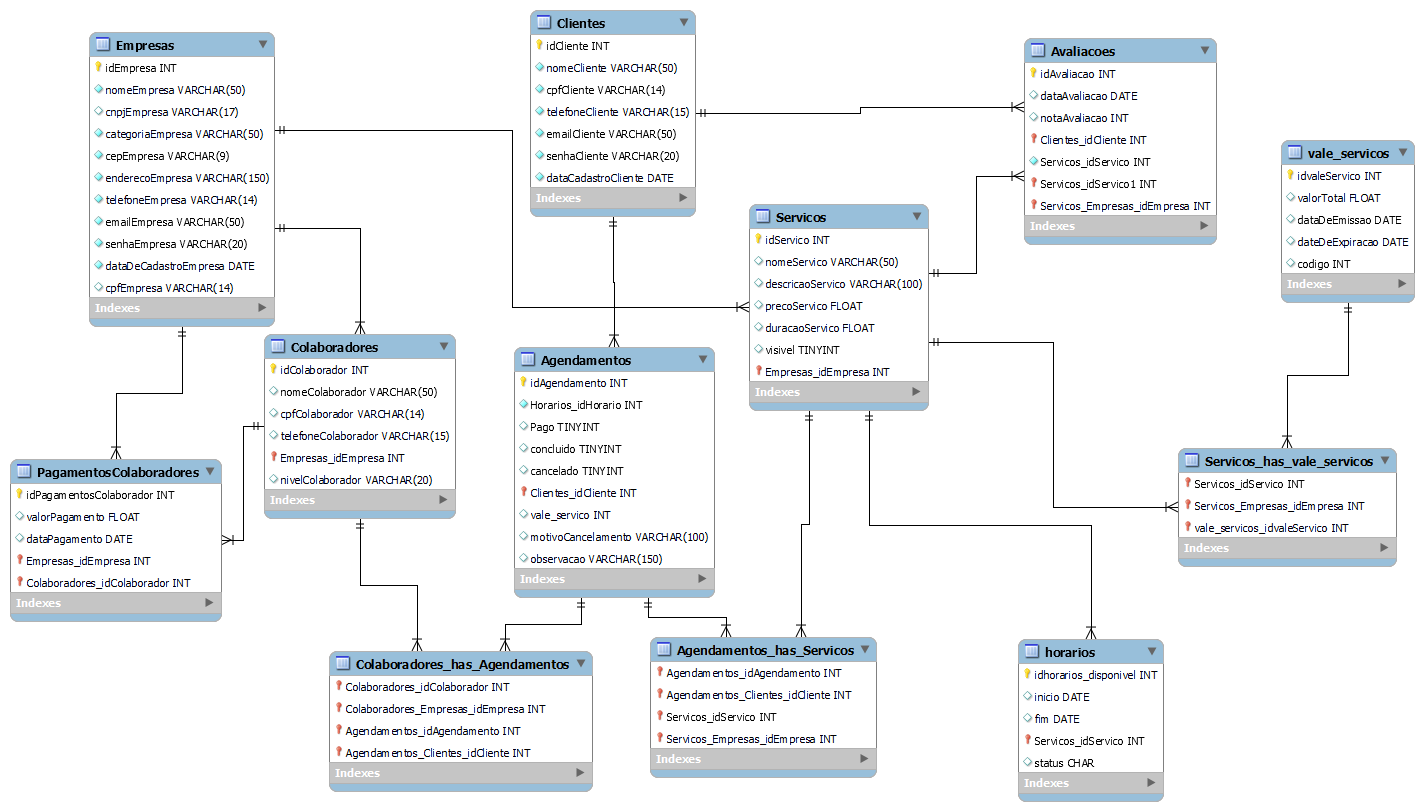 Empresas
idEmpresa INT
nomeEmpresa VARCHAR(50)
cnpjEmpresa VARCHAR(17)
categoriaEmpresa VARCHAR(50)
cepEmpresa VARCHAR(9)
enderecoEmpresa VARCHAR(150)
telefoneEmpresa VARCHAR(14)
emailEmpresa VARCHAR(50)
senhaEmpresa VARCHAR(20)
dataDeCadastroEmpresa DATE
cpfEmpresa VARCHAR(14)
Indexes
Clientes
idCliente INT
nomeCliente VARCHAR(50)
cpfCliente VARCHAR(14)
telefoneCliente VARCHAR(15)
emailCliente VARCHAR(50)
senhaCliente VARCHAR(20)
dataCadastroCliente DATE
Indexes
Avaliacoes
idAvaliacao INT
dataAvaliacao DATE
notaAvaliacao INT
Clientes_idCliente INT
Servicos_idServico INT
Servicos_idServico1 INT
Servicos_Empresas_idEmpresa INT
Indexes
vale_servicos
idvaleServico INT
valorTotal FLOAT
dataDeEmissao DATE
dateDeExpiracao DATE
codigo INT
Indexes
Servicos
idServico INT
nomeServico VARCHAR(50)
descricaoServico VARCHAR(100)
precoServico FLOAT
duracaoServico FLOAT
visivel TINYINT
Empresas_idEmpresa INT
Indexes
Colaboradores
idColaborador INT
nomeColaborador VARCHAR(50)
cpfColaborador VARCHAR(14)
telefoneColaborador VARCHAR(15)
Empresas_idEmpresa INT
nivelColaborador VARCHAR(20)
Indexes
Agendamentos
idAgendamento INT
Horarios_idHorario INT
Pago TINYINT
concluido TINYINT
cancelado TINYINT
Clientes_idCliente INT
vale_servico INT
motivoCancelamento VARCHAR(100)
observacao VARCHAR(150)
Indexes
PagamentosColaboradores
idPagamentosColaborador INT
valorPagamento FLOAT
dataPagamento DATE
Empresas_idEmpresa INT
Colaboradores_idColaborador INT
Indexes
Servicos_has_vale_servicos
Servicos_idServico INT
Servicos_Empresas_idEmpresa INT
vale_servicos_idvaleServico INT
Indexes
Colaboradores_has_Agendamentos
Colaboradores_idColaborador INT
Colaboradores_Empresas_idEmpresa INT
Agendamentos_idAgendamento INT
Agendamentos_Clientes_idCliente INT
Indexes
Agendamentos_has_Servicos
Agendamentos_idAgendamento INT
Agendamentos_Clientes_idCliente INT
Servicos_idServico INT
Servicos_Empresas_idEmpresa INT
Indexes
horarios
idhorarios_disponivel INT
inicio DATE
fim DATE
Servicos_idServico INT
status CHAR
Indexes